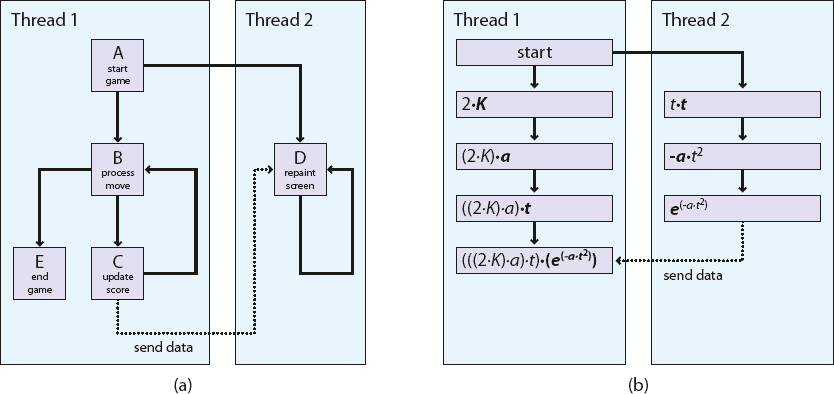 Thread 1
Thread 2
A
start
game
B
process
move
D
repaint
screen
E
end
game
C
update
score
send data
(a)
Thread 1
Thread 2
start
2·K
t·t
(2·K)·a
-a·t²
((2·K)·a)·t
e^(-a·t²)
(((2·K)·a)·t)·(e^(-a·t²))
send data
(b)